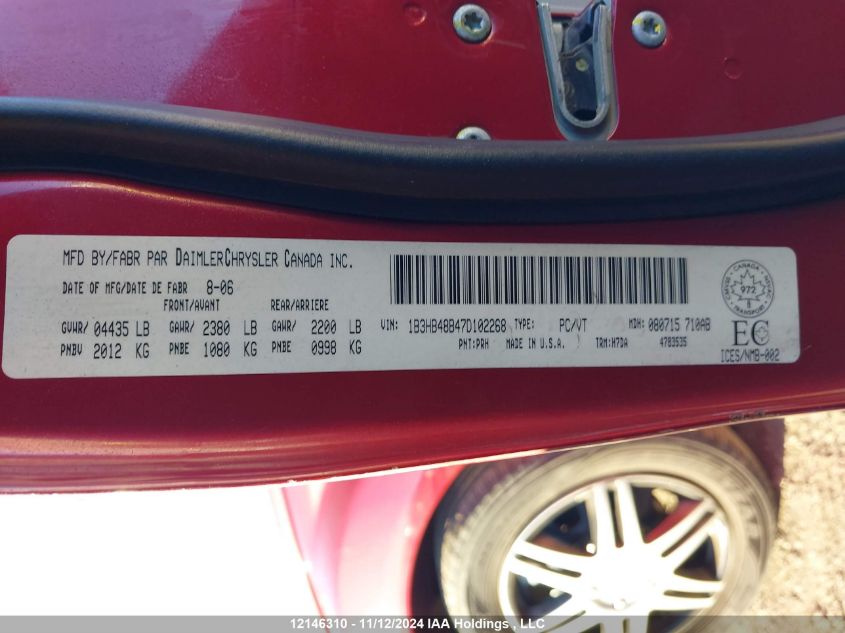 MFD BY/FABR PAR DAIMLERCHRYSLER CANADA INC.
DATE OF MFG/DATE DE FABR 8-06
FRONT/AVANT REAR/ARRIERE
GVWR/ 04435 LB GAWR/ 2380 LB GAWR/ 2200 LB
PNBV 2012 KG PNBE 1080 KG PNBE 0998 KG
VIN: 1B3HB48B47D102268 TYPE: PC/VT MDH: 080715 710AB
PNT:PRH MADE IN U.S.A. TRM:H7DA 4783535
CANADA
972
TRANSPORT
EC
ICES/NMB-002
12146310 - 11/12/2024 IAA Holdings , LLC